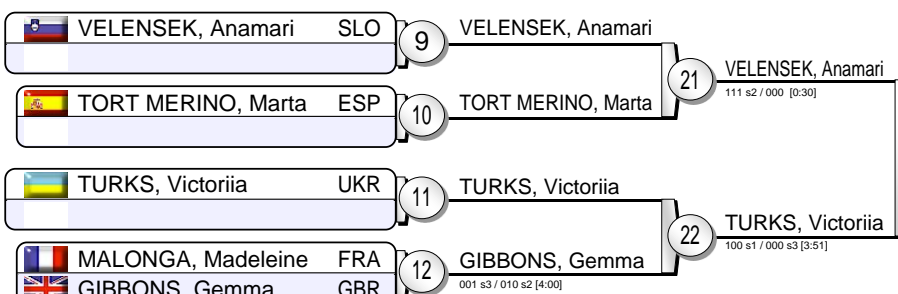 VELENSEK, Anamari SLO
9
VELENSEK, Anamari
21
VELENSEK, Anamari
111 s2 / 000 [0:30]
TORT MERINO, Marta ESP
10
TORT MERINO, Marta
TURKS, Victoriia UKR
11
TURKS, Victoriia
22
TURKS, Victoriia
100 s1 / 000 s3 [3:51]
MALONGA, Madeleine FRA
12
GIBBONS, Gemma
001 s3 / 010 s2 [4:00]
GIBBONS, Gemma GBR